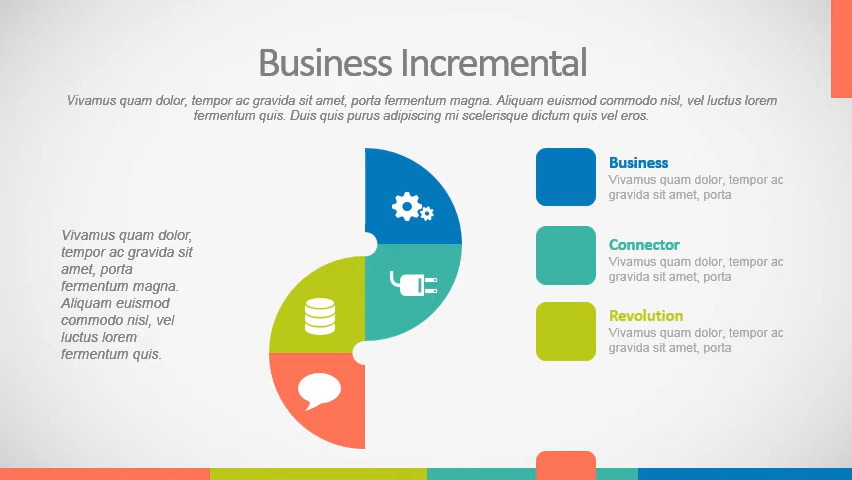 Business Incremental
Vivamus quam dolor, tempor ac gravida sit amet, porta fermentum magna. Aliquam euismod commodo nisl, vel luctus lorem
fermentum quis. Duis quis purus adipiscing mi scelerisque dictum quis vel eros.
Vivamus quam dolor,
tempor ac gravida sit
amet, porta
fermentum magna.
Aliquam euismod
commodo nisl, vel
luctus lorem
fermentum quis.
Business
Vivamus quam dolor, tempor ac
gravida sit amet, porta
Connector
Vivamus quam dolor, tempor ac
gravida sit amet, porta
Revolution
Vivamus quam dolor, tempor ac
gravida sit amet, porta